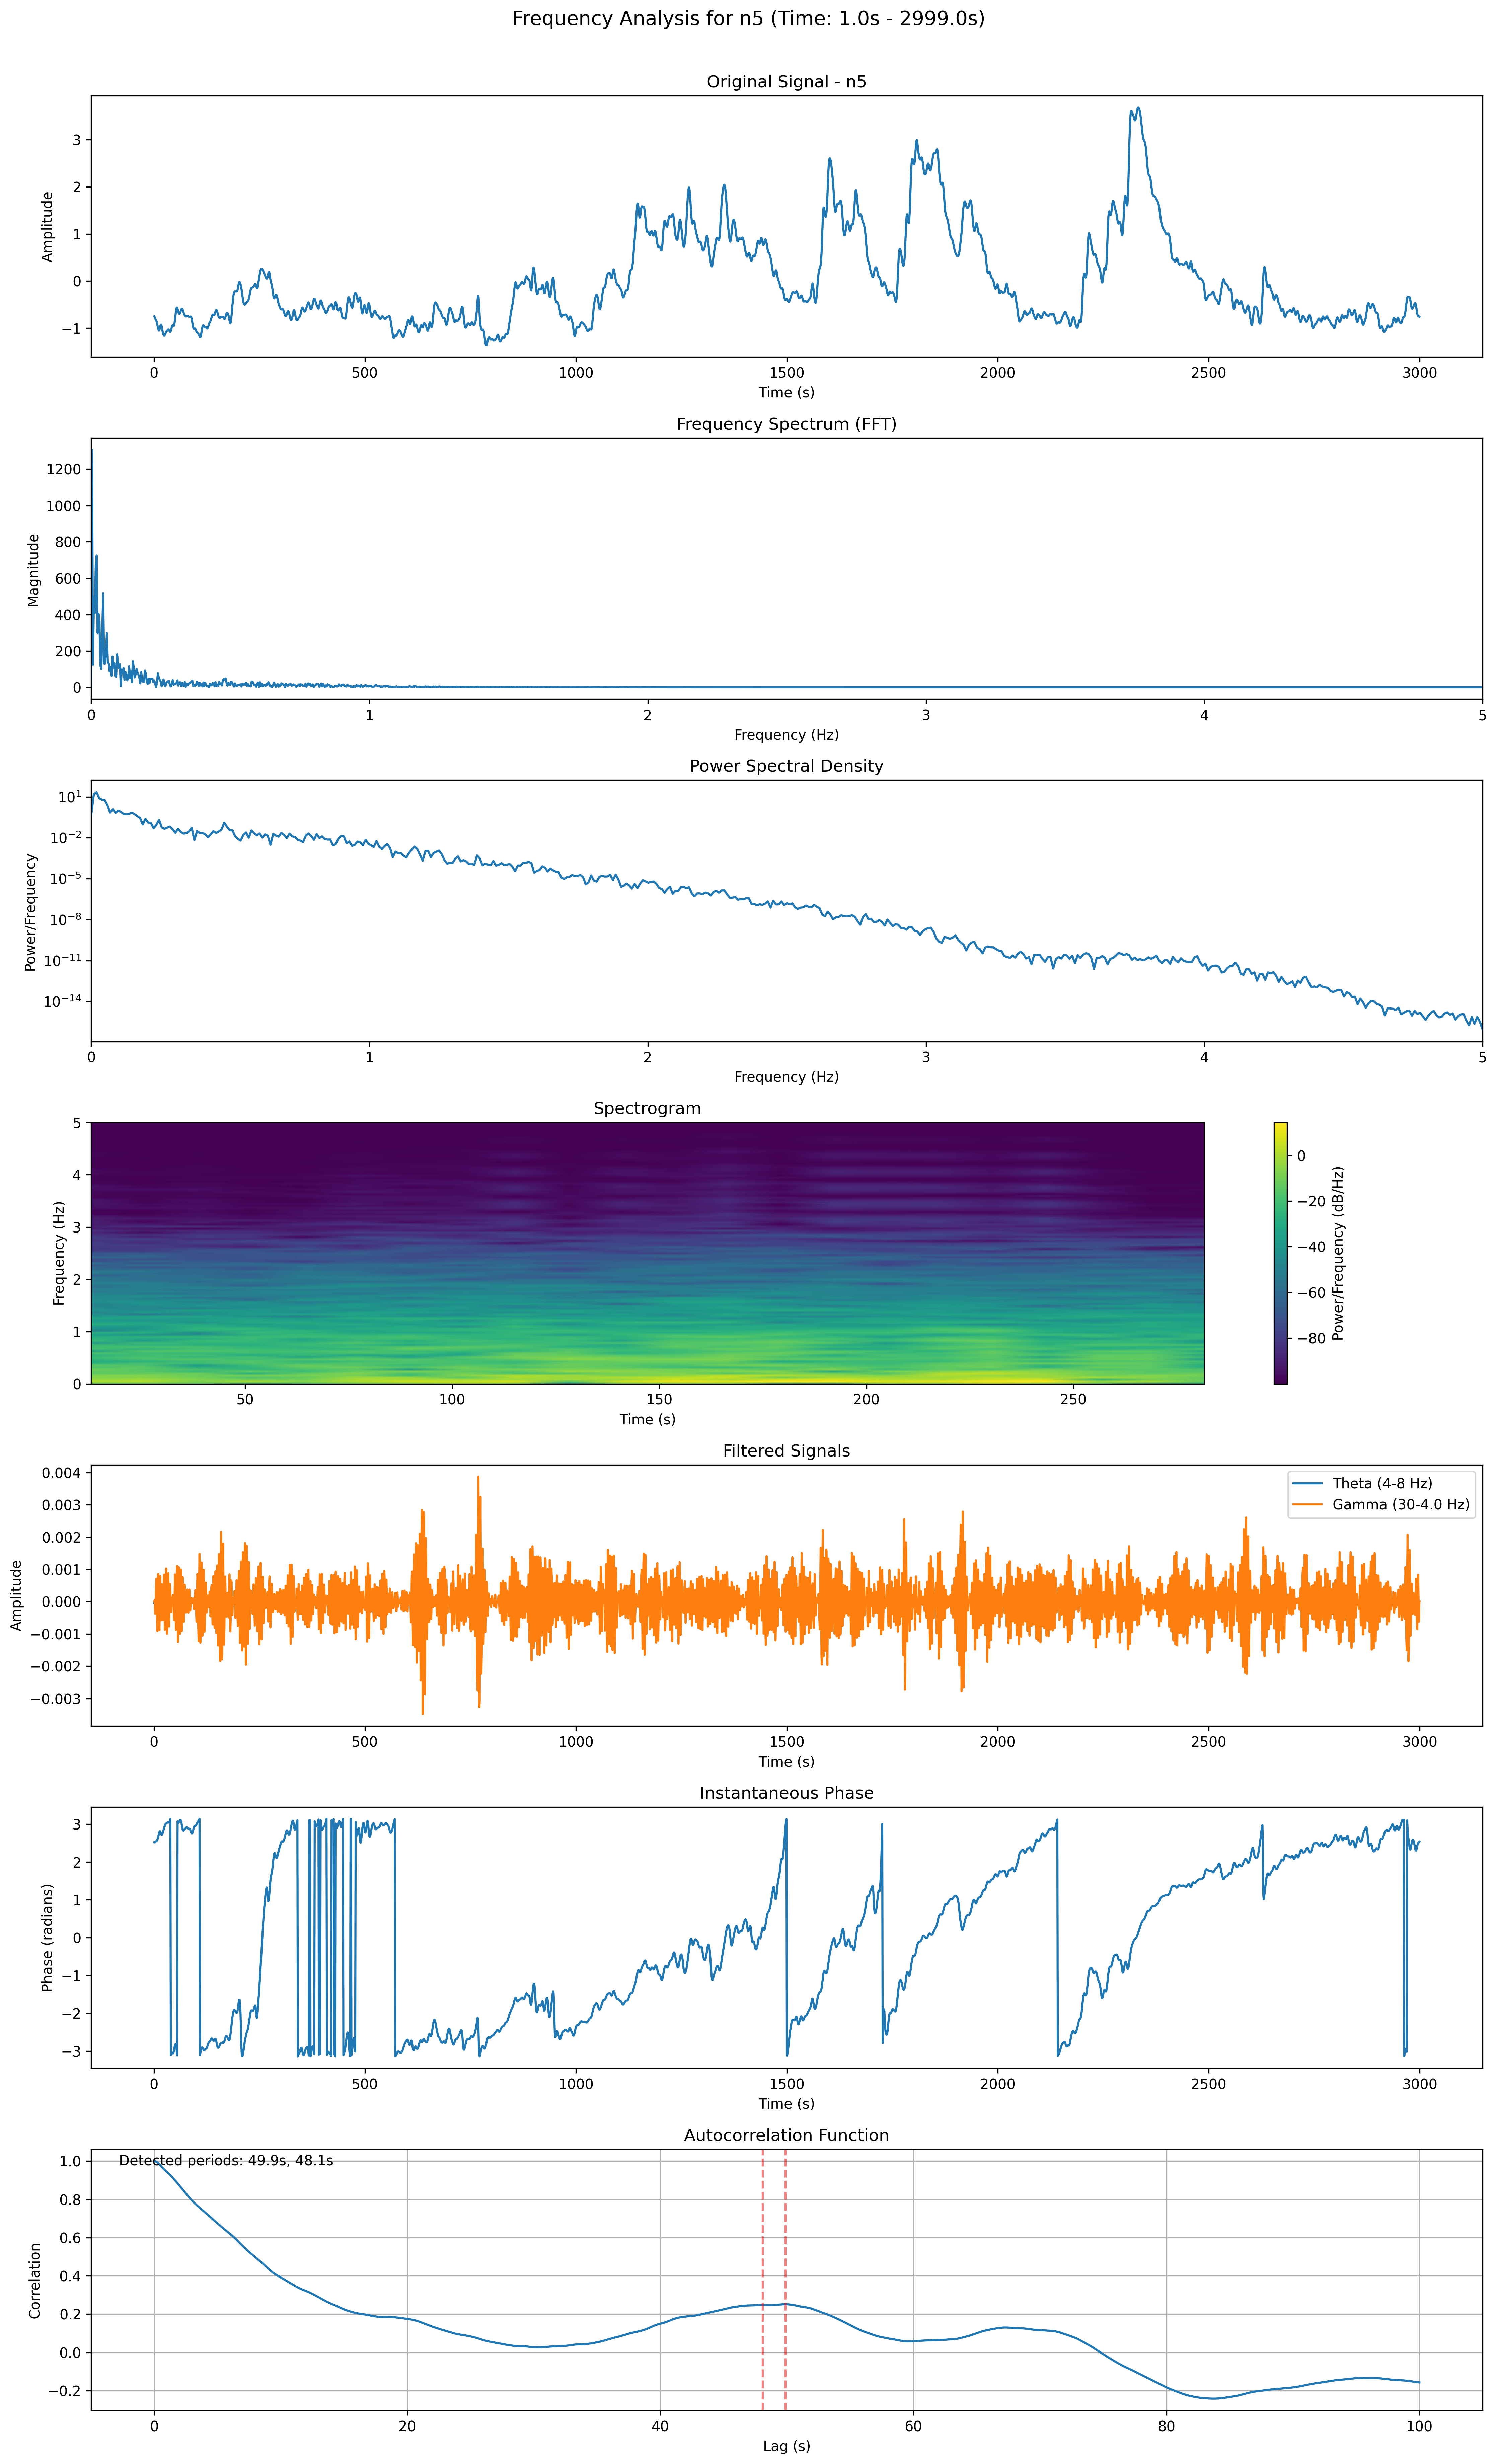 Frequency Analysis for n5 (Time: 1.0s - 2999.0s)
Original Signal - n5
Amplitude
3
2
1
0
−1
0 500 1000 1500 2000 2500 3000
Time (s)
Frequency Spectrum (FFT)
Magnitude
1200
1000
800
600
400
200
0
0 1 2 3 4 5
Frequency (Hz)
Power Spectral Density
Power/Frequency
10^1
10^−2
10^−5
10^−8
10^−11
10^−14
0 1 2 3 4 5
Frequency (Hz)
Spectrogram
Frequency (Hz)
5
4
3
2
1
0
50 100 150 200 250
Time (s)
0
−20
−40
−60
−80
Power/Frequency (dB/Hz)
Filtered Signals
Amplitude
0.004
0.003
0.002
0.001
0.000
−0.001
−0.002
−0.003
Theta (4-8 Hz)
Gamma (30-4.0 Hz)
0 500 1000 1500 2000 2500 3000
Time (s)
Instantaneous Phase
Phase (radians)
3
2
1
0
−1
−2
−3
0 500 1000 1500 2000 2500 3000
Time (s)
Autocorrelation Function
Detected periods: 49.9s, 48.1s
Correlation
1.0
0.8
0.6
0.4
0.2
0.0
−0.2
0 20 40 60 80 100
Lag (s)